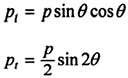 p_t = p sin θ cos θ
p_t = p/2 sin 2θ